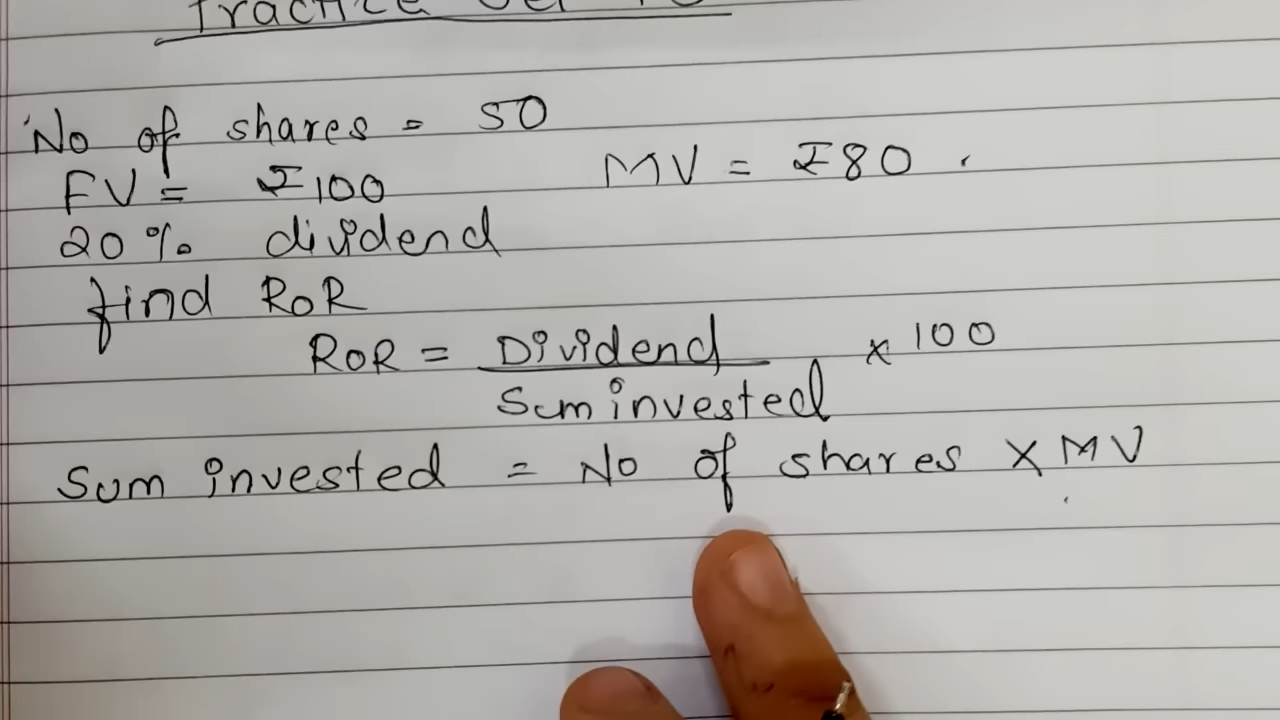 Practice
No of shares = 50
FV = ₹100 MV = ₹80 .
20% dividend
find RoR
RoR = Dividend x 100
Sum invested
Sum invested = No of shares X MV